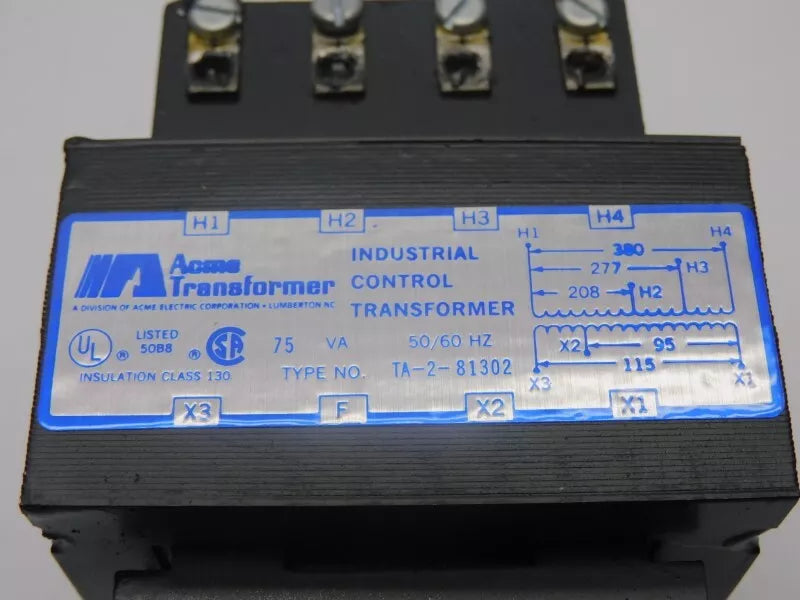 H1 H2 H3 H4
Acme
Transformer
A DIVISION OF ACME ELECTRIC CORPORATION • LUMBERTON NC
INDUSTRIAL
CONTROL
TRANSFORMER
UL ® LISTED
50B8
SA ®
75 VA 50/60 HZ
INSULATION CLASS 130
TYPE NO. TA-2-81302
H1 380 H4
277 H3
208 H2
X2 95
115
X3 X1
X3 F X2 X1